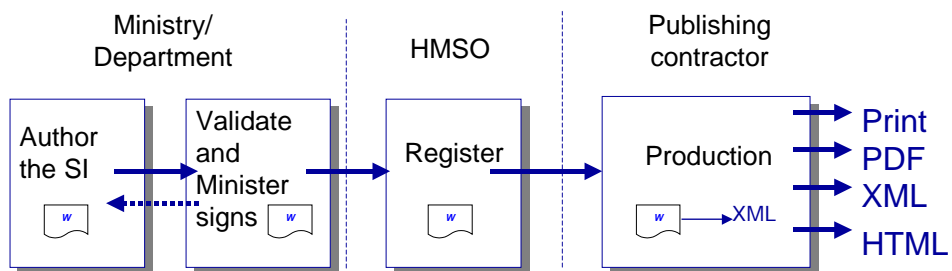 Ministry/
Department
HMSO
Publishing
contractor
Author
the SI
w
Validate
and
Minister
signs
w
Register
w
Production
w
XML
Print
PDF
XML
HTML